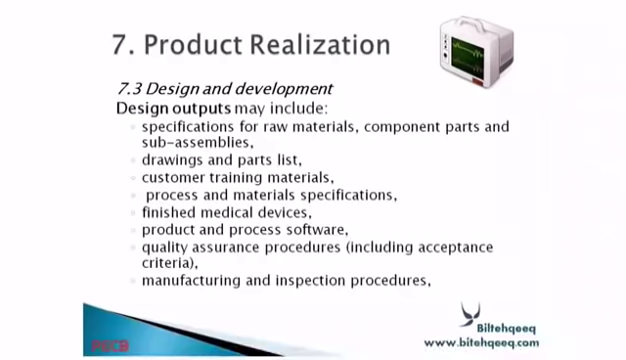 7. Product Realization
7.3 Design and development
Design outputs may include:
specifications for raw materials, component parts and
sub-assemblies,
drawings and parts list,
customer training materials,
process and materials specifications,
finished medical devices,
product and process software,
quality assurance procedures (including acceptance
criteria),
manufacturing and inspection procedures,
PECB
Biltehqeeq
www.bitehqeeq.com